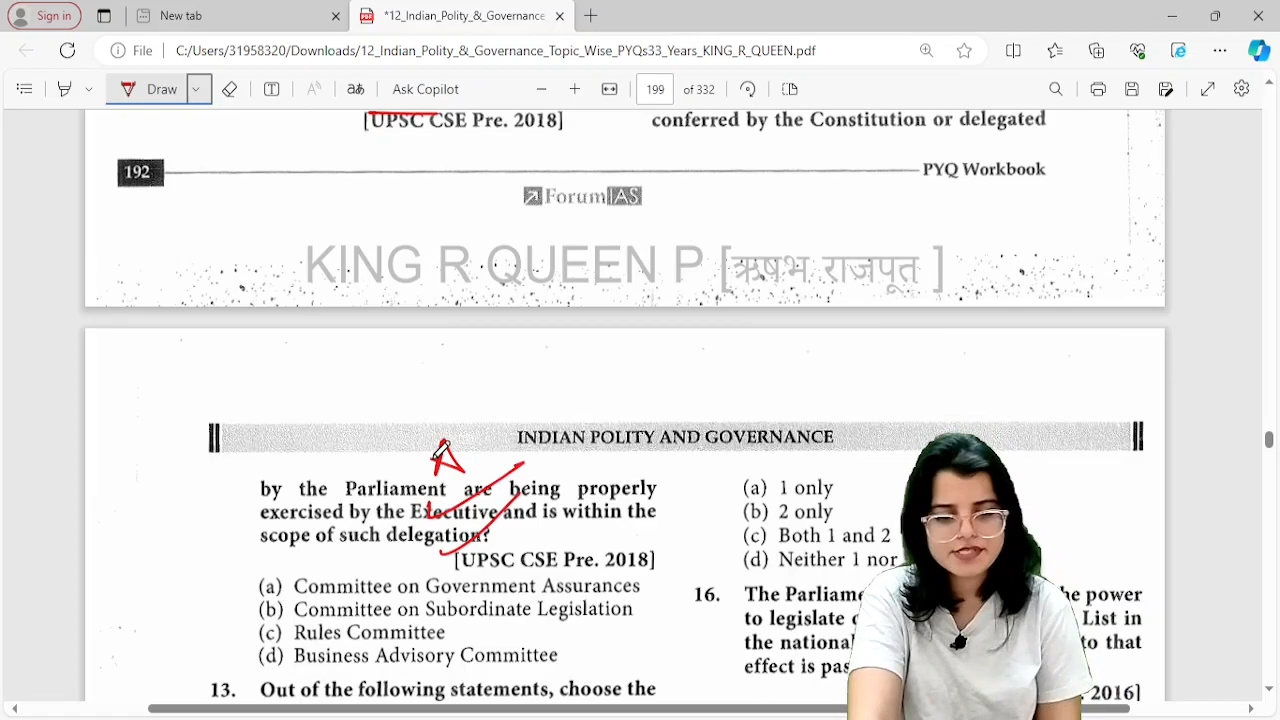 Sign in
New tab
*12_Indian_Polity_&_Governance
File
C:/Users/31958320/Downloads/12_Indian_Polity_&_Governance_Topic_Wise_PYQs33_Years_KING_R_QUEEN.pdf
Draw
Ask Copilot
199
of 332
[UPSC CSE Pre. 2018]
conferred by the Constitution or delegated
192
PYQ Workbook
ForumIAS
KING R QUEEN P [ऋषभ राजपूत ]
INDIAN POLITY AND GOVERNANCE
A
by the Parliament are being properly
exercised by the Executive and is within the
scope of such delegation?
[UPSC CSE Pre. 2018]
(a) Committee on Government Assurances
(b) Committee on Subordinate Legislation
(c) Rules Committee
(d) Business Advisory Committee
13. Out of the following statements, choose the
(a) 1 only
(b) 2 only
(c) Both 1 and 2
(d) Neither 1 nor
16. The Parliame he power
to legislate List in
the national to that
effect is pas
2016]